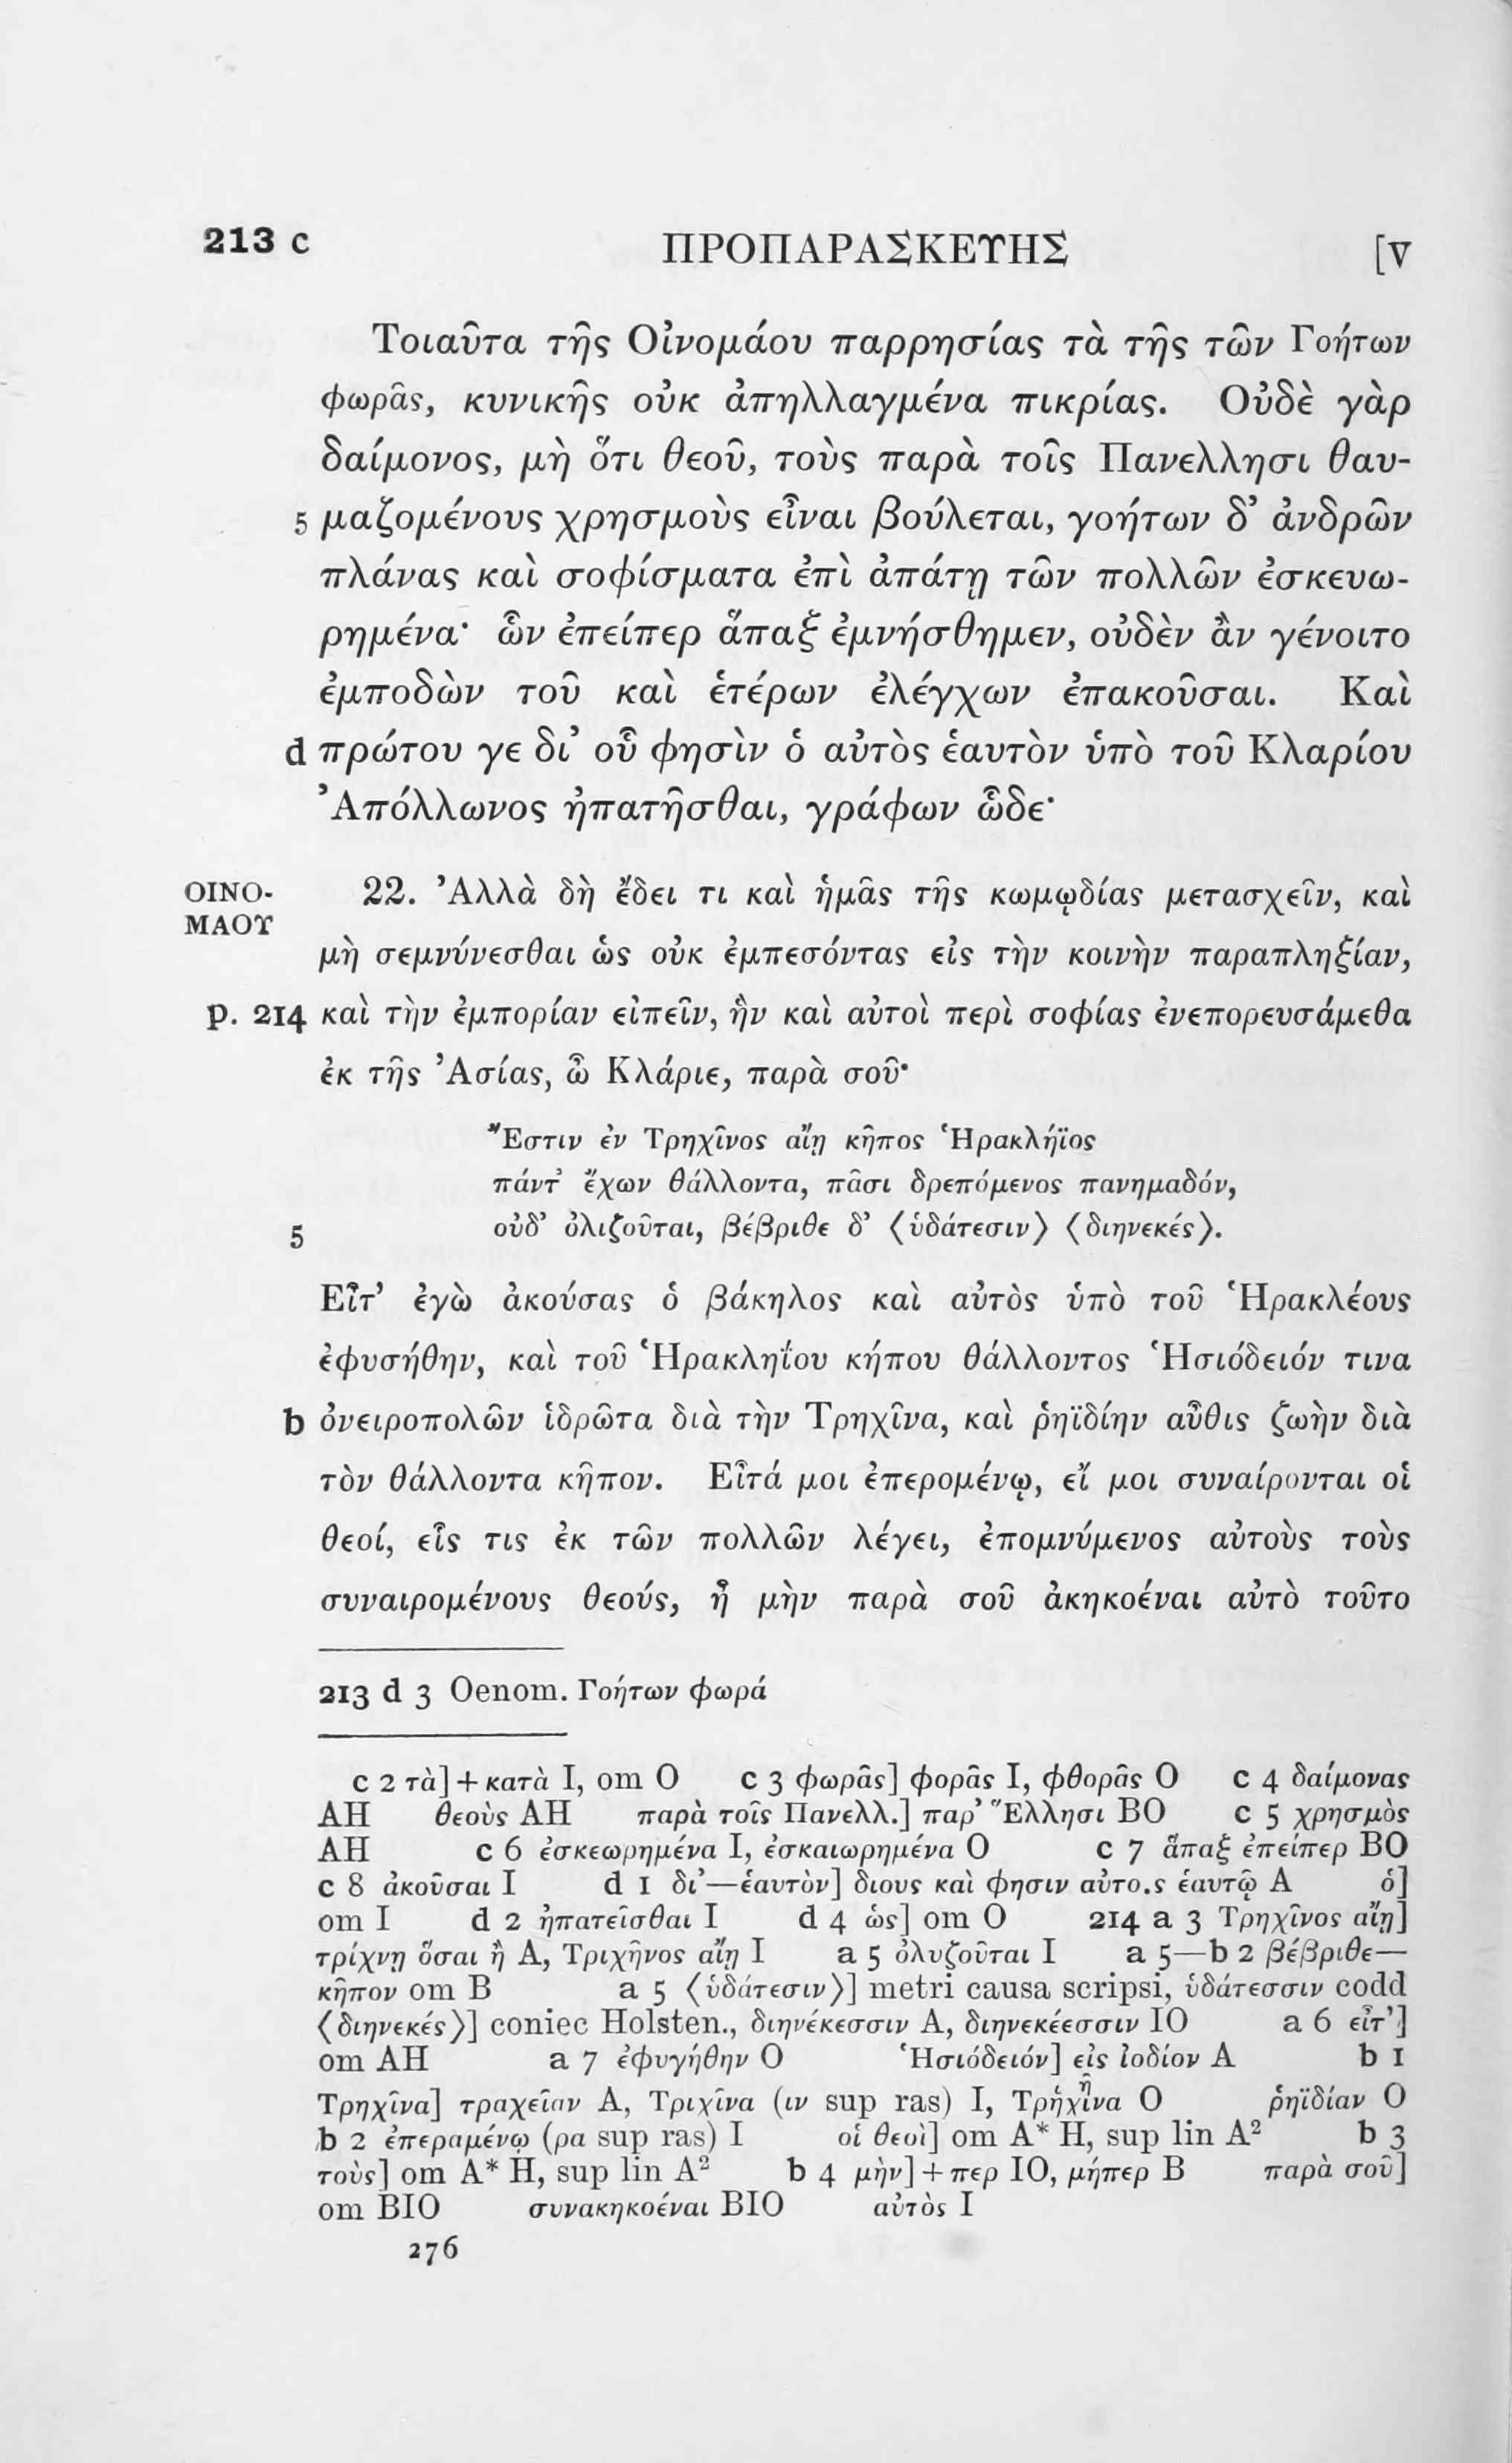 213 c ΠΡΟΠΑΡΑΣΚΕΥΗΣ [V
Τοιαῦτα τῆς Οἰνομάου παρρησίας τὰ τῆς τῶν Γοήτων
φωρᾶς, κυνικῆς οὐκ ἀπηλλαγμένα πικρίας. Οὐδὲ γὰρ
δαίμονος, μὴ ὅτι θεοῦ, τοὺς παρὰ τοῖς Πανελλησι θαυ-
5 μαζομένους χρησμοὺς εἶναι βούλεται, γοήτων δ’ ἀνδρῶν
πλάνας καὶ σοφίσματα ἐπὶ ἀπάτῃ τῶν πολλῶν ἐσκευω-
ρημένα· ὧν ἐπείπερ ἅπαξ ἐμνήσθημεν, οὐδὲν ἂν γένοιτο
ἐμποδὼν τοῦ καὶ ἑτέρων ἐλέγχων ἐπακοῦσαι. Καὶ
d πρώτου γε δι’ οὗ φησὶν ὁ αὐτὸς ἑαυτὸν ὑπὸ τοῦ Κλαρίου
Ἀπόλλωνος ἠπατῆσθαι, γράφων ὧδε·
ΟΙΝΟ- 22. Ἀλλὰ δὴ ἔδει τι καὶ ἡμᾶς τῆς κωμῳδίας μετασχεῖν, καὶ
ΜΑΟΥ
μὴ σεμνύνεσθαι ὡς οὐκ ἐμπεσόντας εἰς τὴν κοινὴν παραπληξίαν,
p. 214 καὶ τὴν ἐμπορίαν εἰπεῖν, ἣν καὶ αὐτοὶ περὶ σοφίας ἐνεπορευσάμεθα
ἐκ τῆς Ἀσίας, ὦ Κλάριε, παρὰ σοῦ·
Ἔστιν ἐν Τρηχῖνος αἴῃ κῆπος Ἡρακλήϊος
πάντ’ ἔχων θάλλοντα, πᾶσι δρεπόμενος πανημαδόν,
5 οὐδ’ ὀλιζοῦται, βέβριθε δ’ ⟨ὑδάτεσιν⟩ ⟨διηνεκές⟩.
Εἶτ’ ἐγὼ ἀκούσας ὁ βάκηλος καὶ αὐτὸς ὑπὸ τοῦ Ἡρακλέους
ἐφυσήθην, καὶ τοῦ Ἡρακληΐου κήπου θάλλοντος Ἡσιόδειόν τινα
b ὀνειροπολῶν ἱδρῶτα διὰ τὴν Τρηχῖνα, καὶ ῥηϊδίην αὖθις ζωὴν διὰ
τὸν θάλλοντα κῆπον. Εἶτά μοι ἐπερομένῳ, εἴ μοι συναίρονται οἱ
θεοί, εἷς τις ἐκ τῶν πολλῶν λέγει, ἐπομνύμενος αὐτοὺς τοὺς
συναιρομένους θεούς, ἦ μὴν παρὰ σοῦ ἀκηκοέναι αὐτὸ τοῦτο
213 d 3 Oenom. Γοήτων φωρά
c 2 τὰ] + κατὰ I, om O c 3 φωρᾶς] φορᾶς I, φθορᾶς O c 4 δαίμονας
AH θεοὺς AH παρὰ τοῖς Πανελλ.] παρ’ Ἕλλησι BO c 5 χρησμὸς
AH c 6 ἐσκεωρημένα I, ἐσκαιωρημένα O c 7 ἅπαξ ἐπείπερ BO
c 8 ἀκοῦσαι I d 1 δι’—ἑαυτὸν] διους καὶ φησιν αὐτο.ς ἑαυτῷ A ὁ]
om I d 2 ἠπατεῖσθαι I d 4 ὡς] om O 214 a 3 Τρηχῖνος αἴῃ]
τρίχνῃ ὅσαι ἢ A, Τριχῆνος αἴῃ I a 5 ὀλυζοῦται I a 5—b 2 βέβριθε—
κῆπον om B a 5 ⟨ὑδάτεσιν⟩] metri causa scripsi, ὑδάτεσσιν codd
⟨διηνεκές⟩] coniec Holsten., διηνέκεσσιν A, διηνεκέεσσιν IO a 6 εἶτ’]
om AH a 7 ἐφυγήθην O Ἡσιόδειόν] εἰς ἰοδίον A b 1
Τρηχῖνα] τραχεῖαν A, Τριχῖνα (ιν sup ras) I, Τρήχῖνα O ῥηϊδίαν O
b 2 ἐπεραμένῳ (ρα sup ras) I οἱ θεοὶ] om A* H, sup lin A² b 3
τοὺς] om A* H, sup lin A² b 4 μὴν] + περ IO, μήπερ B παρὰ σοῦ]
om BIO συνακηκοέναι BIO αὐτὸς I
276